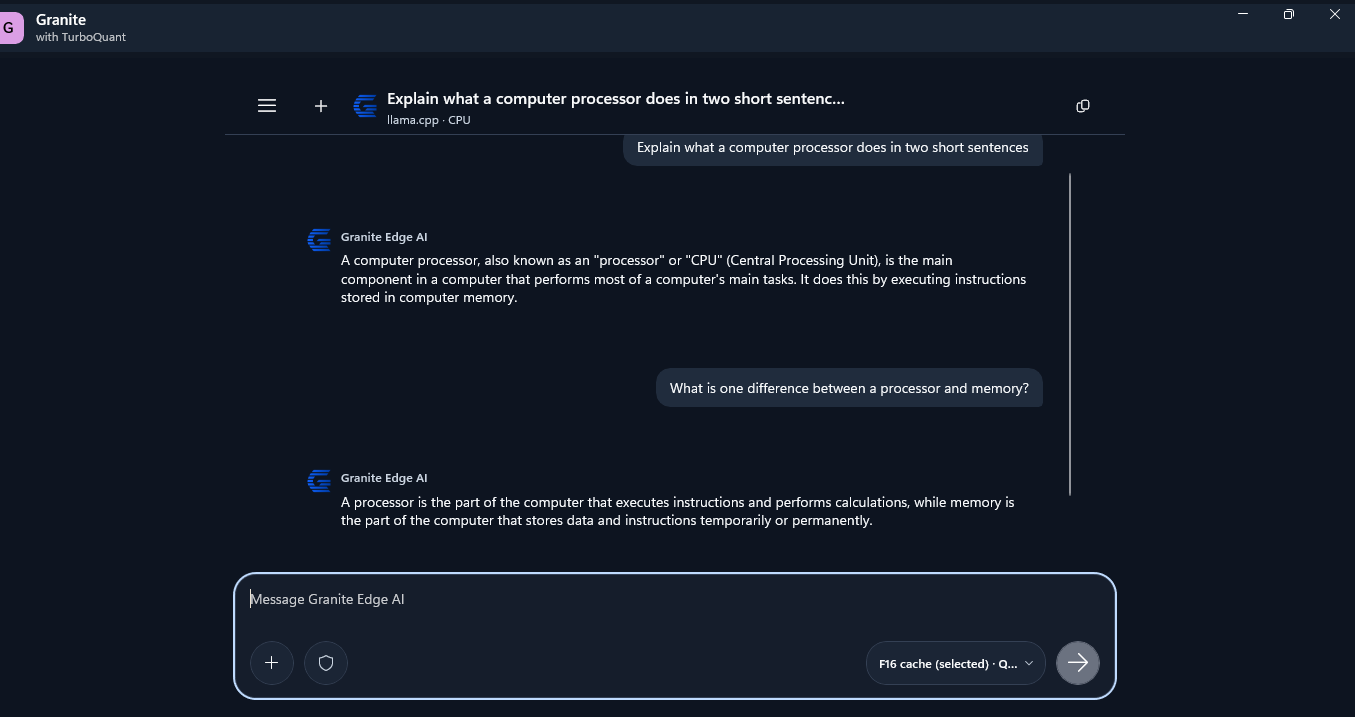 G
Granite
with TurboQuant
Explain what a computer processor does in two short sentenc...
llama.cpp · CPU
Explain what a computer processor does in two short sentences
Granite Edge AI
A computer processor, also known as an "processor" or "CPU" (Central Processing Unit), is the main
component in a computer that performs most of a computer's main tasks. It does this by executing instructions
stored in computer memory.
What is one difference between a processor and memory?
Granite Edge AI
A processor is the part of the computer that executes instructions and performs calculations, while memory is
the part of the computer that stores data and instructions temporarily or permanently.
Message Granite Edge AI
F16 cache (selected) · Q...